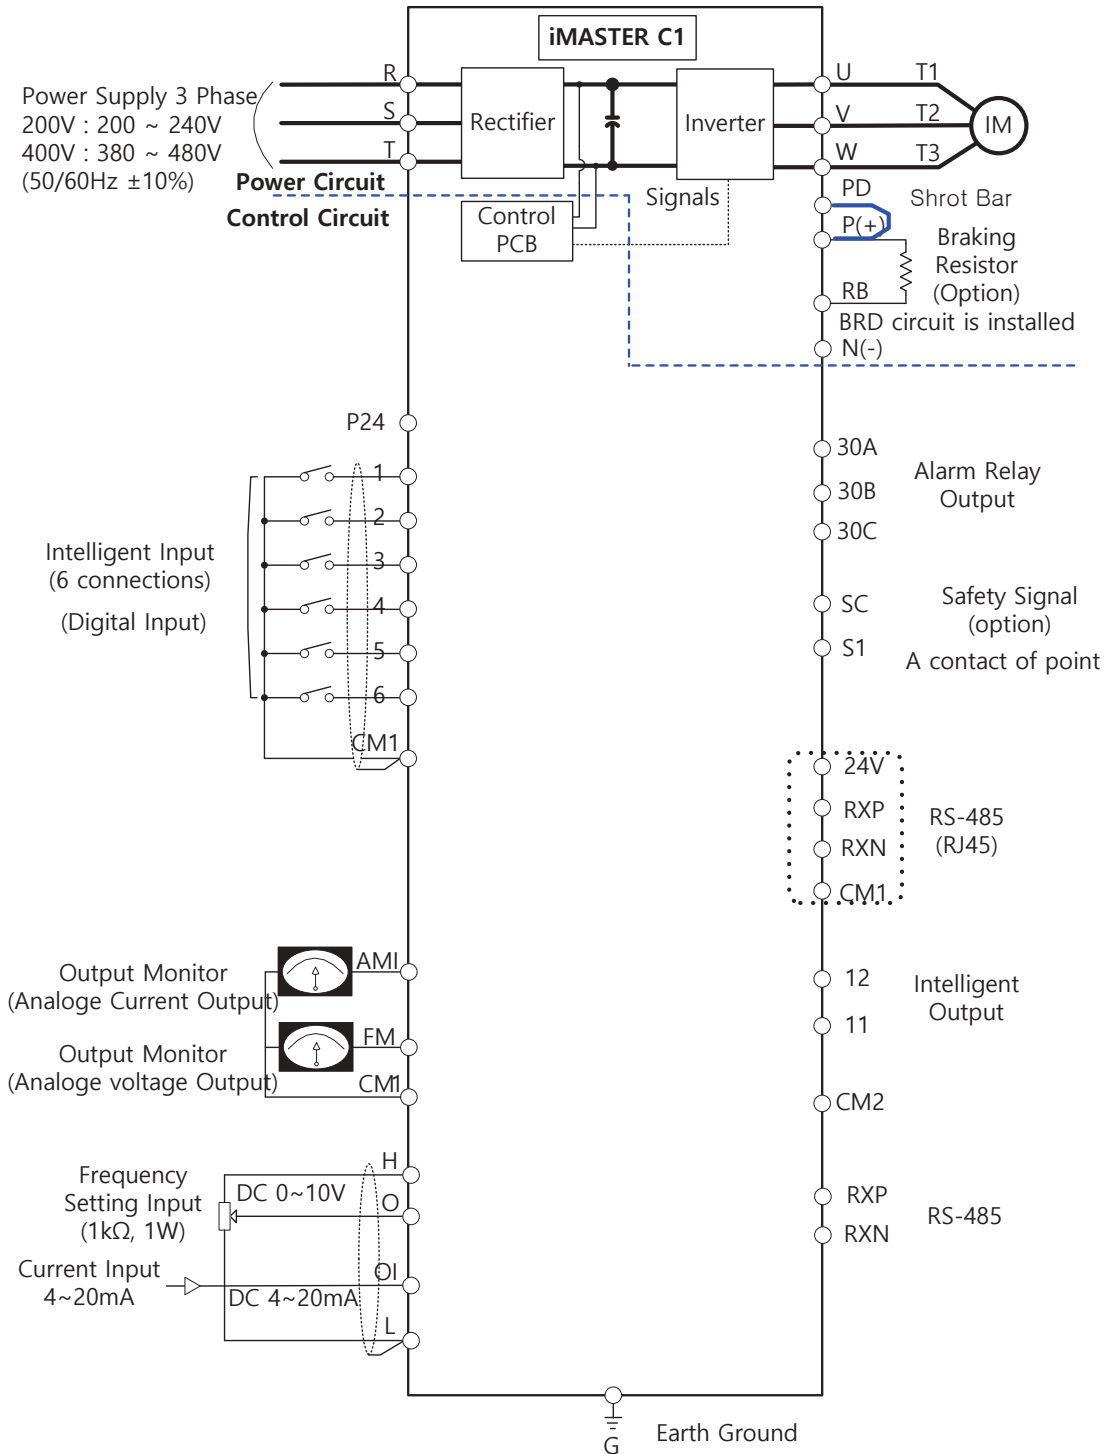 iMASTER C1
Power Supply 3 Phase
200V : 200 ~ 240V
400V : 380 ~ 480V
(50/60Hz ±10%)
R
S
T
Rectifier
Inverter
U
V
W
T1
T2
T3
IM
Power Circuit
Control Circuit
Control
PCB
Signals
PD
P(+)
RB
N(-)
Shrot Bar
Braking
Resistor
(Option)
BRD circuit is installed
P24
1
2
3
4
5
6
CM1
Intelligent Input
(6 connections)
(Digital Input)
30A
30B
30C
Alarm Relay
Output
SC
S1
Safety Signal
(option)
A contact of point
24V
RXP
RXN
CM1
RS-485
(RJ45)
AMI
FM
CM1
Output Monitor
(Analoge Current Output)
Output Monitor
(Analoge voltage Output)
12
11
CM2
Intelligent
Output
H
O
OI
L
Frequency
Setting Input
(1kΩ, 1W)
DC 0~10V
Current Input
4~20mA
DC 4~20mA
RXP
RXN
RS-485
G
Earth Ground